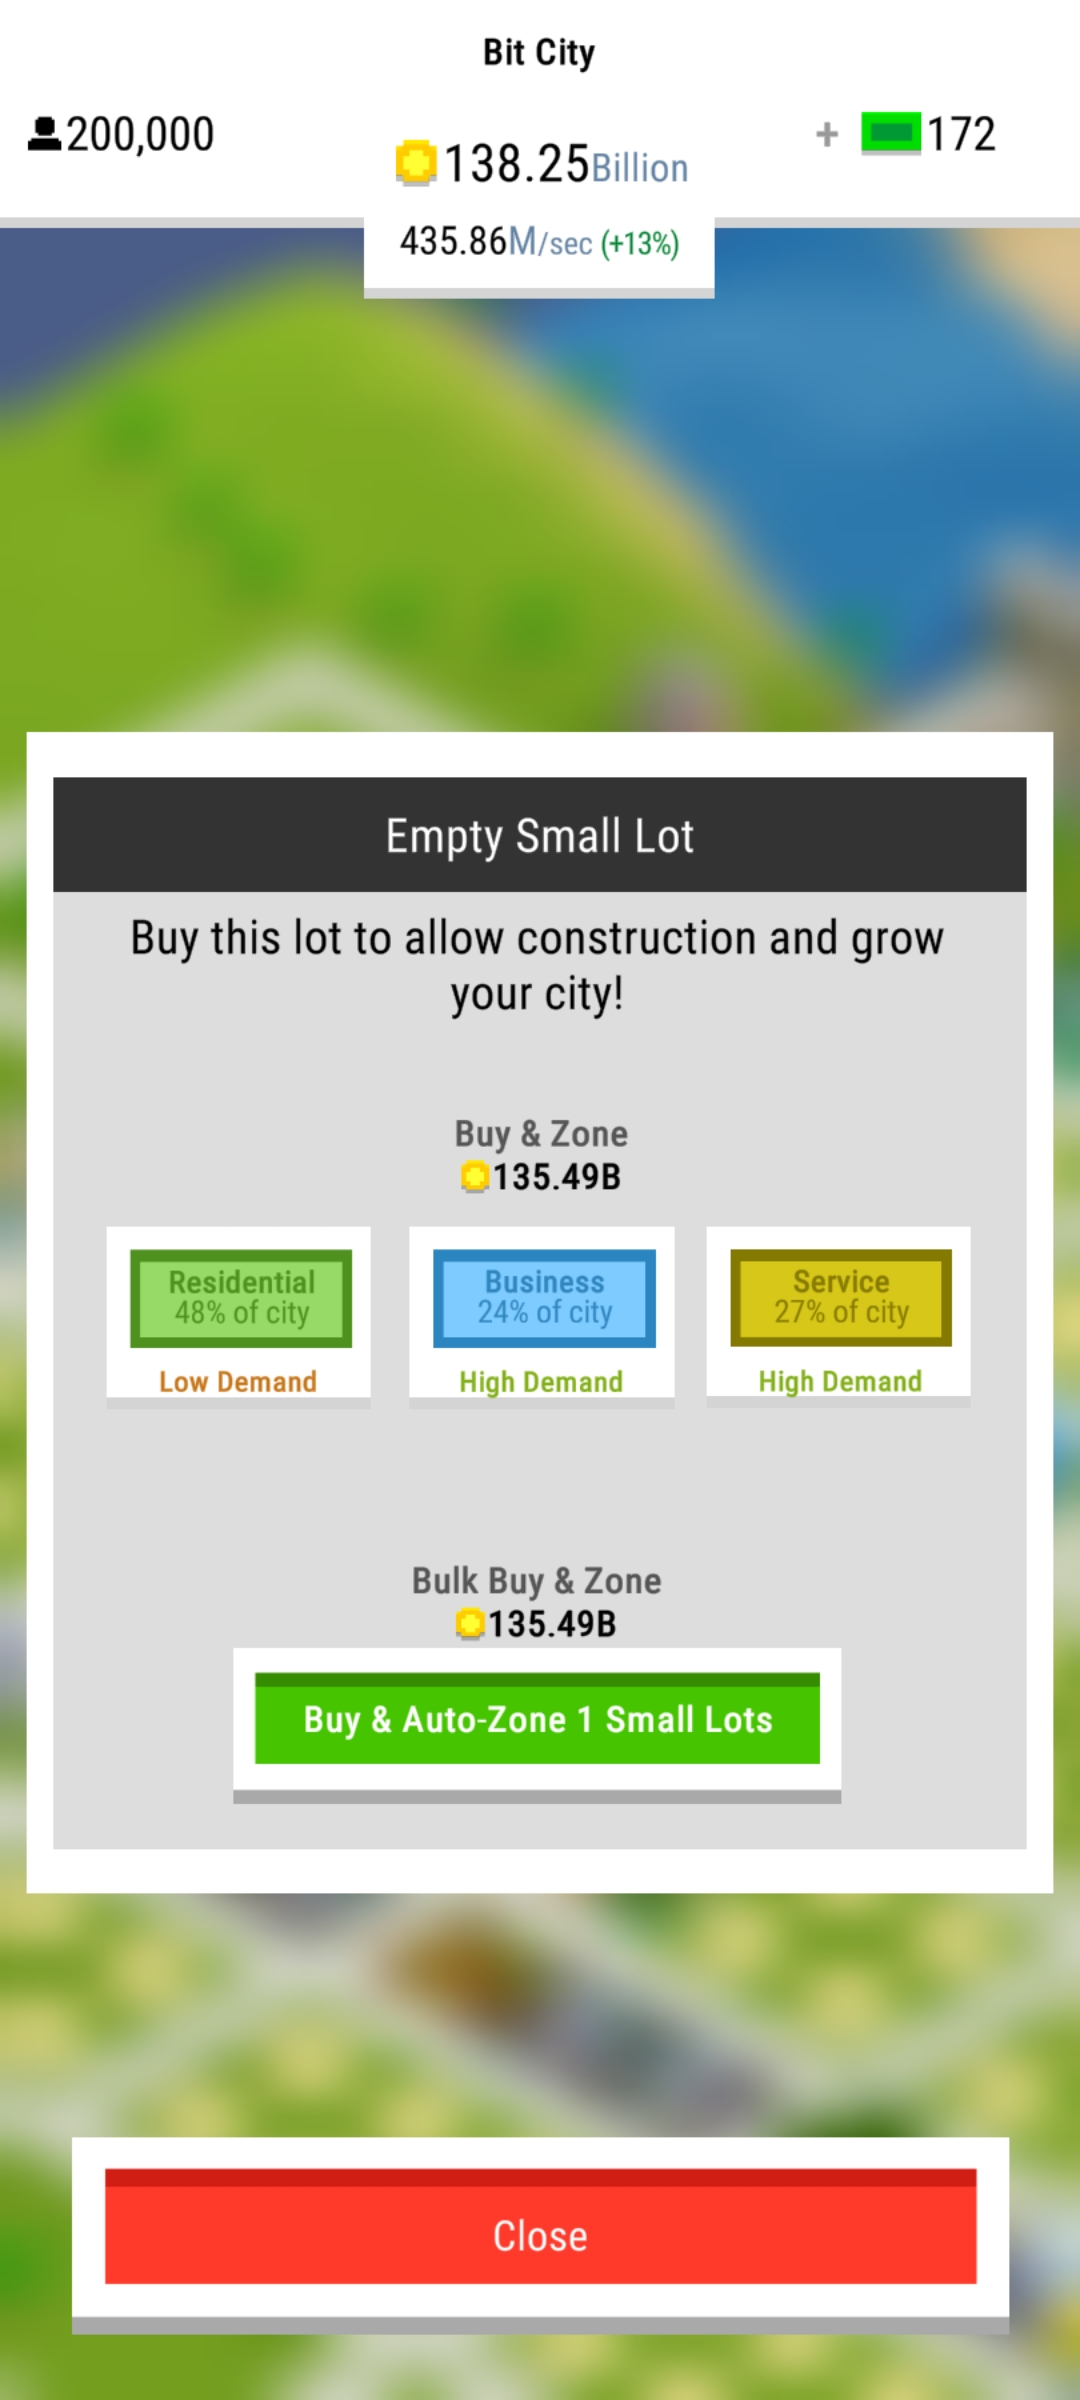 Bit City
200,000
138.25Billion
+ 172
435.86M/sec (+13%)
Empty Small Lot
Buy this lot to allow construction and grow
your city!
Buy & Zone
135.49B
Residential
48% of city
Low Demand
Business
24% of city
High Demand
Service
27% of city
High Demand
Bulk Buy & Zone
135.49B
Buy & Auto-Zone 1 Small Lots
Close